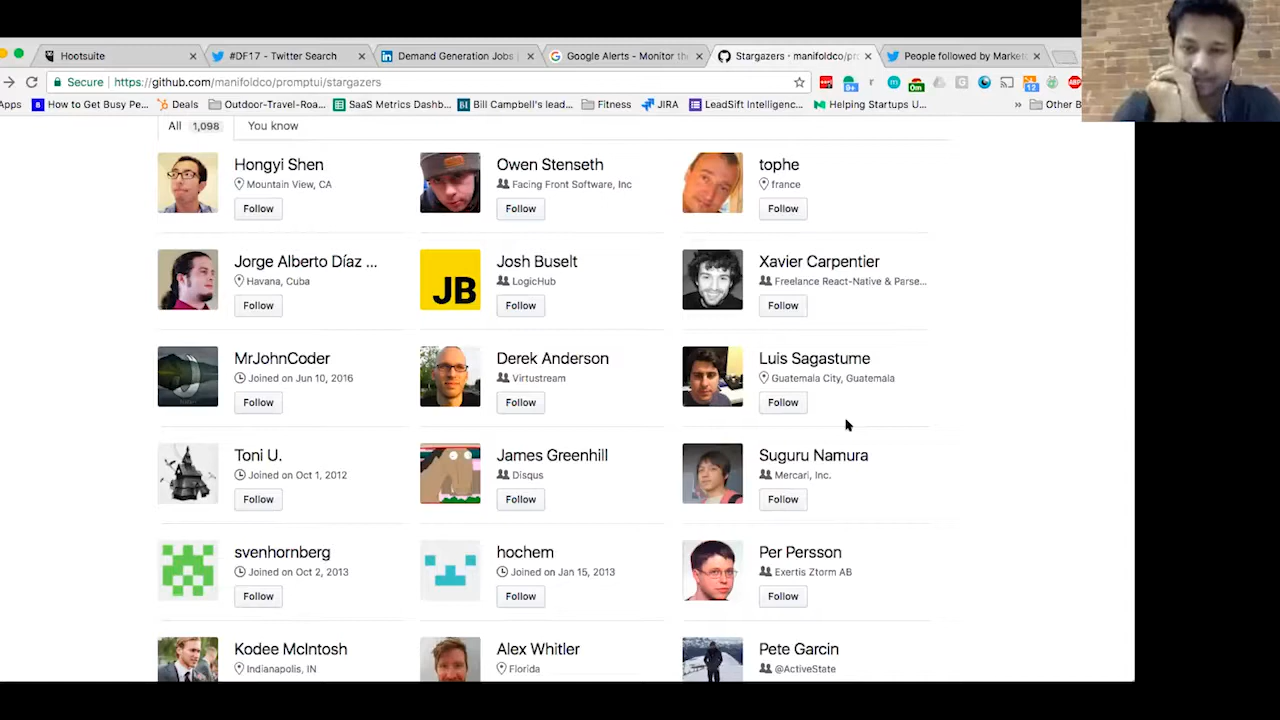 Hootsuite
#DF17 - Twitter Search
Demand Generation Jobs |
Google Alerts - Monitor the
Stargazers · manifoldco/pro
People followed by Market
Secure
https://github.com/manifoldco/promptui/stargazers
Apps
How to Get Busy Pe...
Deals
Outdoor-Travel-Roa...
SaaS Metrics Dashb...
Bill Campbell's lead...
Fitness
JIRA
LeadSift Intelligenc...
Helping Startups U...
»
Other B
All 1,098
You know
Hongyi Shen
Mountain View, CA
Follow
Owen Stenseth
Facing Front Software, Inc
Follow
tophe
france
Follow
Jorge Alberto Díaz ...
Havana, Cuba
Follow
JB
Josh Buselt
LogicHub
Follow
Xavier Carpentier
Freelance React-Native & Parse...
Follow
MrJohnCoder
Joined on Jun 10, 2016
Follow
Derek Anderson
Virtustream
Follow
Luis Sagastume
Guatemala City, Guatemala
Follow
Toni U.
Joined on Oct 1, 2012
Follow
James Greenhill
Disqus
Follow
Suguru Namura
Mercari, Inc.
Follow
svenhornberg
Joined on Oct 2, 2013
Follow
hochem
Joined on Jan 15, 2013
Follow
Per Persson
Exertis Ztorm AB
Follow
Kodee McIntosh
Indianapolis, IN
Alex Whitler
Florida
Pete Garcin
@ActiveState